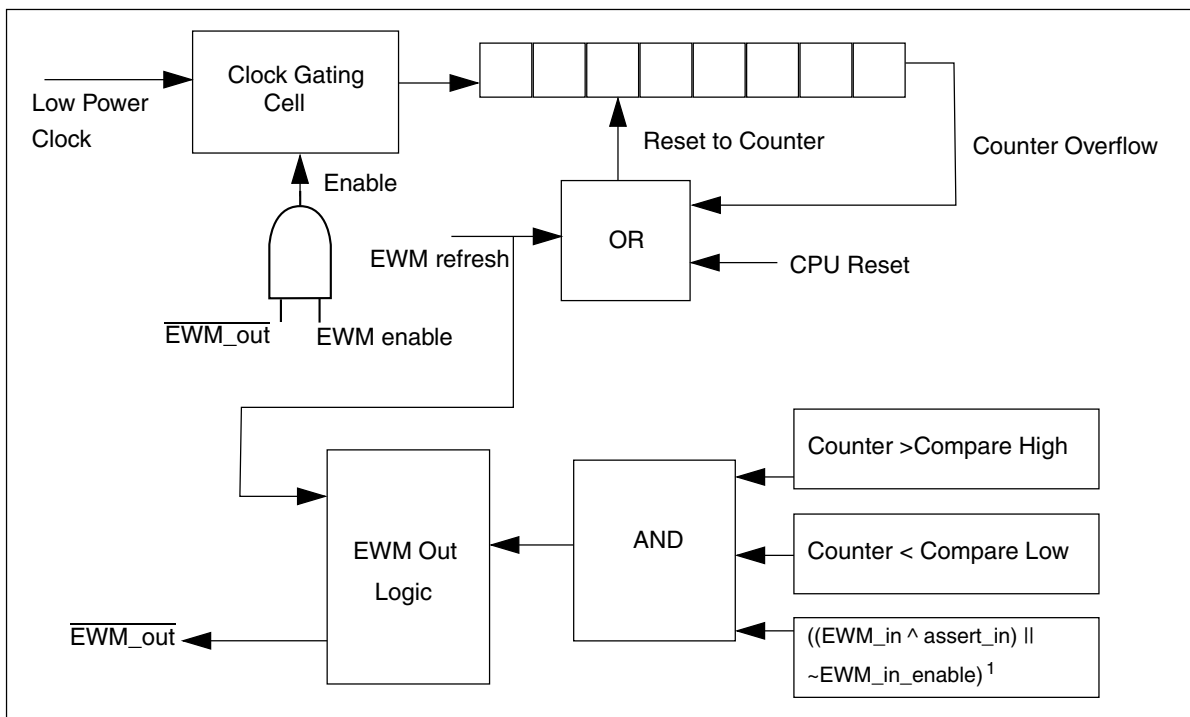 Clock Gating
Cell
Low Power
Clock
Reset to Counter
Counter Overflow
Enable
OR
EWM refresh
CPU Reset
EWM_out
EWM enable
Counter >Compare High
EWM Out
Logic
AND
Counter < Compare Low
EWM_out
((EWM_in ^ assert_in) ||
~EWM_in_enable) 1